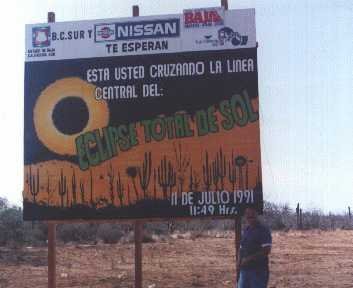 B.C.SUR Y NISSAN BAJA
TE ESPERAN
ESTA USTED CRUZANDO LA LINEA
CENTRAL DEL:
ECLIPSE TOTAL DE SOL
11 DE JULIO 1991
11:49 Hrs.